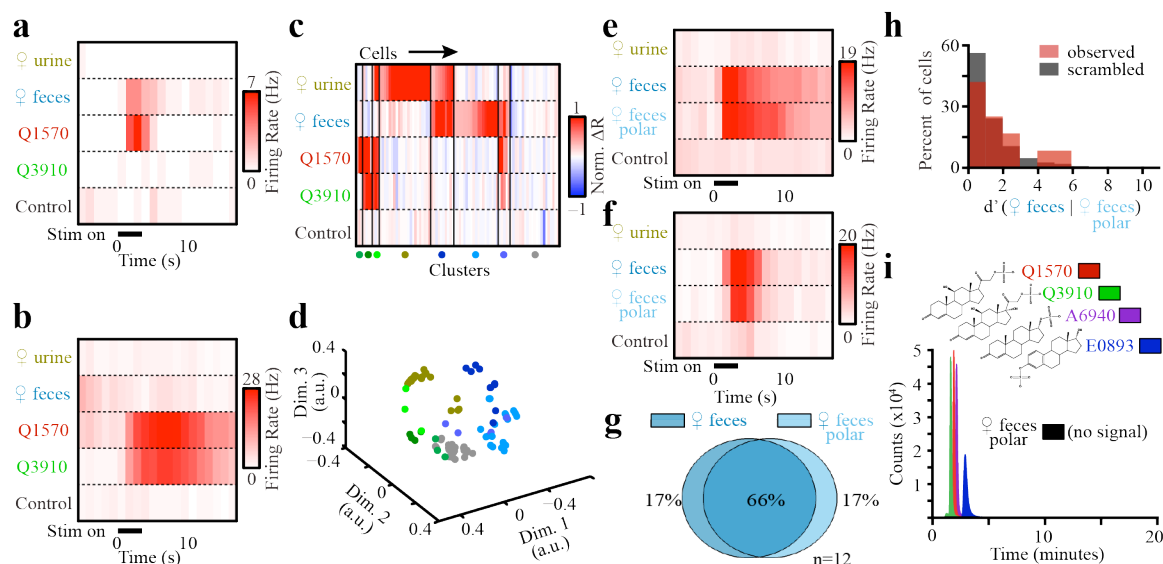 a
♀ urine
♀ feces
Q1570
Q3910
Control
Stim on
0
10
Time (s)
7
0
Firing Rate (Hz)
b
♀ urine
♀ feces
Q1570
Q3910
Control
Stim on
0
10
Time (s)
28
0
Firing Rate (Hz)
c
Cells
♀ urine
♀ feces
Q1570
Q3910
Control
Clusters
1
−1
Norm. ΔR
d
0.4
0
−0.4
Dim. 3
(a.u.)
−0.4
0
0.4
Dim. 2
(a.u.)
0.4
0
−0.4
Dim. 1
(a.u.)
e
♀ urine
♀ feces
♀ feces
polar
Control
Stim on
0
10
19
0
Firing Rate (Hz)
f
♀ urine
♀ feces
♀ feces
polar
Control
Stim on
0
10
Time (s)
20
0
Firing Rate (Hz)
g
♀ feces
♀ feces
polar
17%
66%
17%
n=12
h
60
30
0
Percent of cells
observed
scrambled
0 2 4 6 8 10
d' (♀ feces | ♀ feces)
polar
i
Q1570
Q3910
A6940
E0893
♀ feces
polar
(no signal)
5
4
3
2
1
Counts (x10⁴)
0
10
20
Time (minutes)